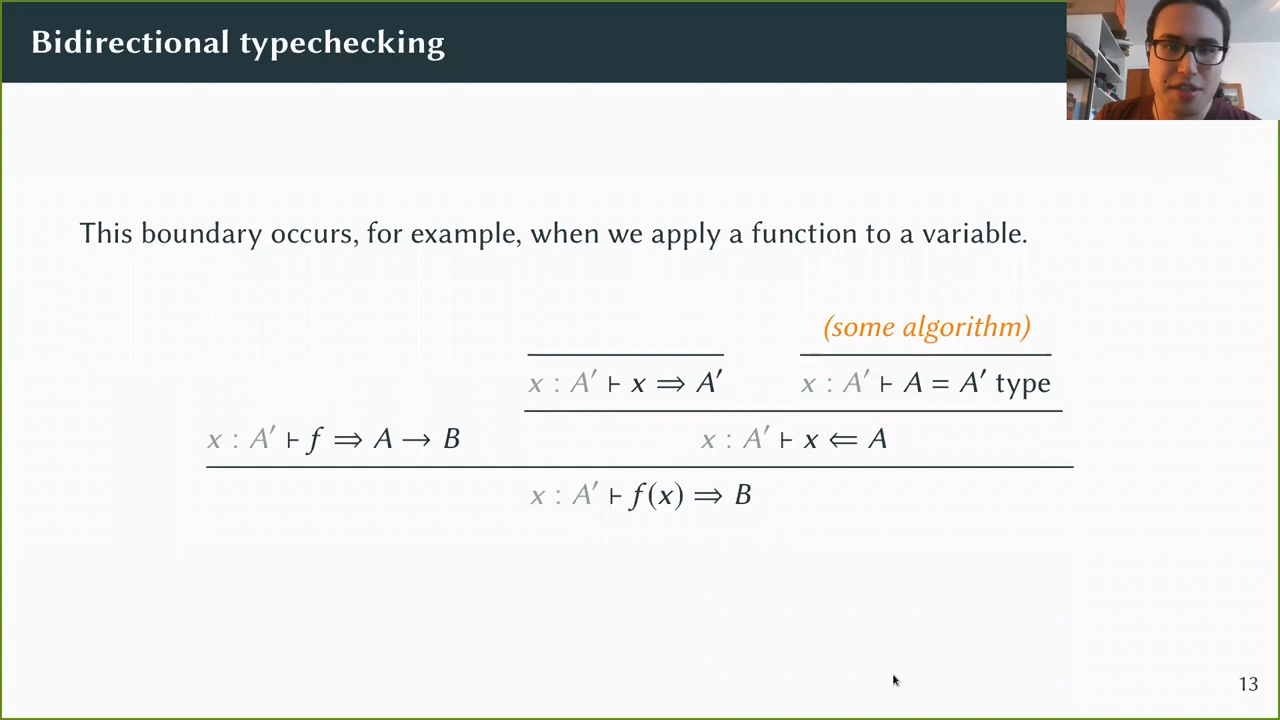 Bidirectional typechecking
This boundary occurs, for example, when we apply a function to a variable.
(some algorithm)
x : A′ ⊢ x ⇒ A′ x : A′ ⊢ A = A′ type
x : A′ ⊢ f ⇒ A → B x : A′ ⊢ x ⇐ A
x : A′ ⊢ f(x) ⇒ B
13